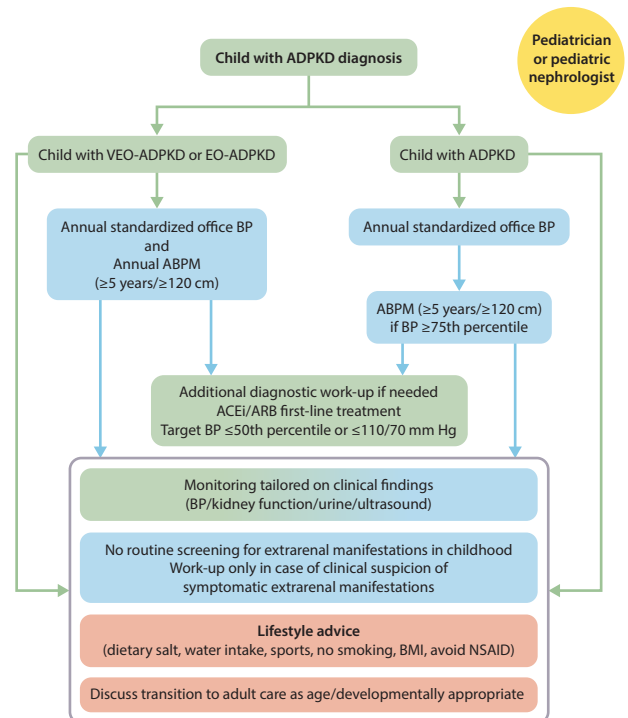 Pediatrician
or pediatric
nephrologist
Child with ADPKD diagnosis
Child with VEO-ADPKD or EO-ADPKD
Child with ADPKD
Annual standardized office BP
and
Annual ABPM
(≥5 years/≥120 cm)
Annual standardized office BP
ABPM (≥5 years/≥120 cm)
if BP ≥75th percentile
Additional diagnostic work-up if needed
ACEi/ARB first-line treatment
Target BP ≤50th percentile or ≤110/70 mm Hg
Monitoring tailored on clinical findings
(BP/kidney function/urine/ultrasound)
No routine screening for extrarenal manifestations in childhood
Work-up only in case of clinical suspicion of
symptomatic extrarenal manifestations
Lifestyle advice
(dietary salt, water intake, sports, no smoking, BMI, avoid NSAID)
Discuss transition to adult care as age/developmentally appropriate